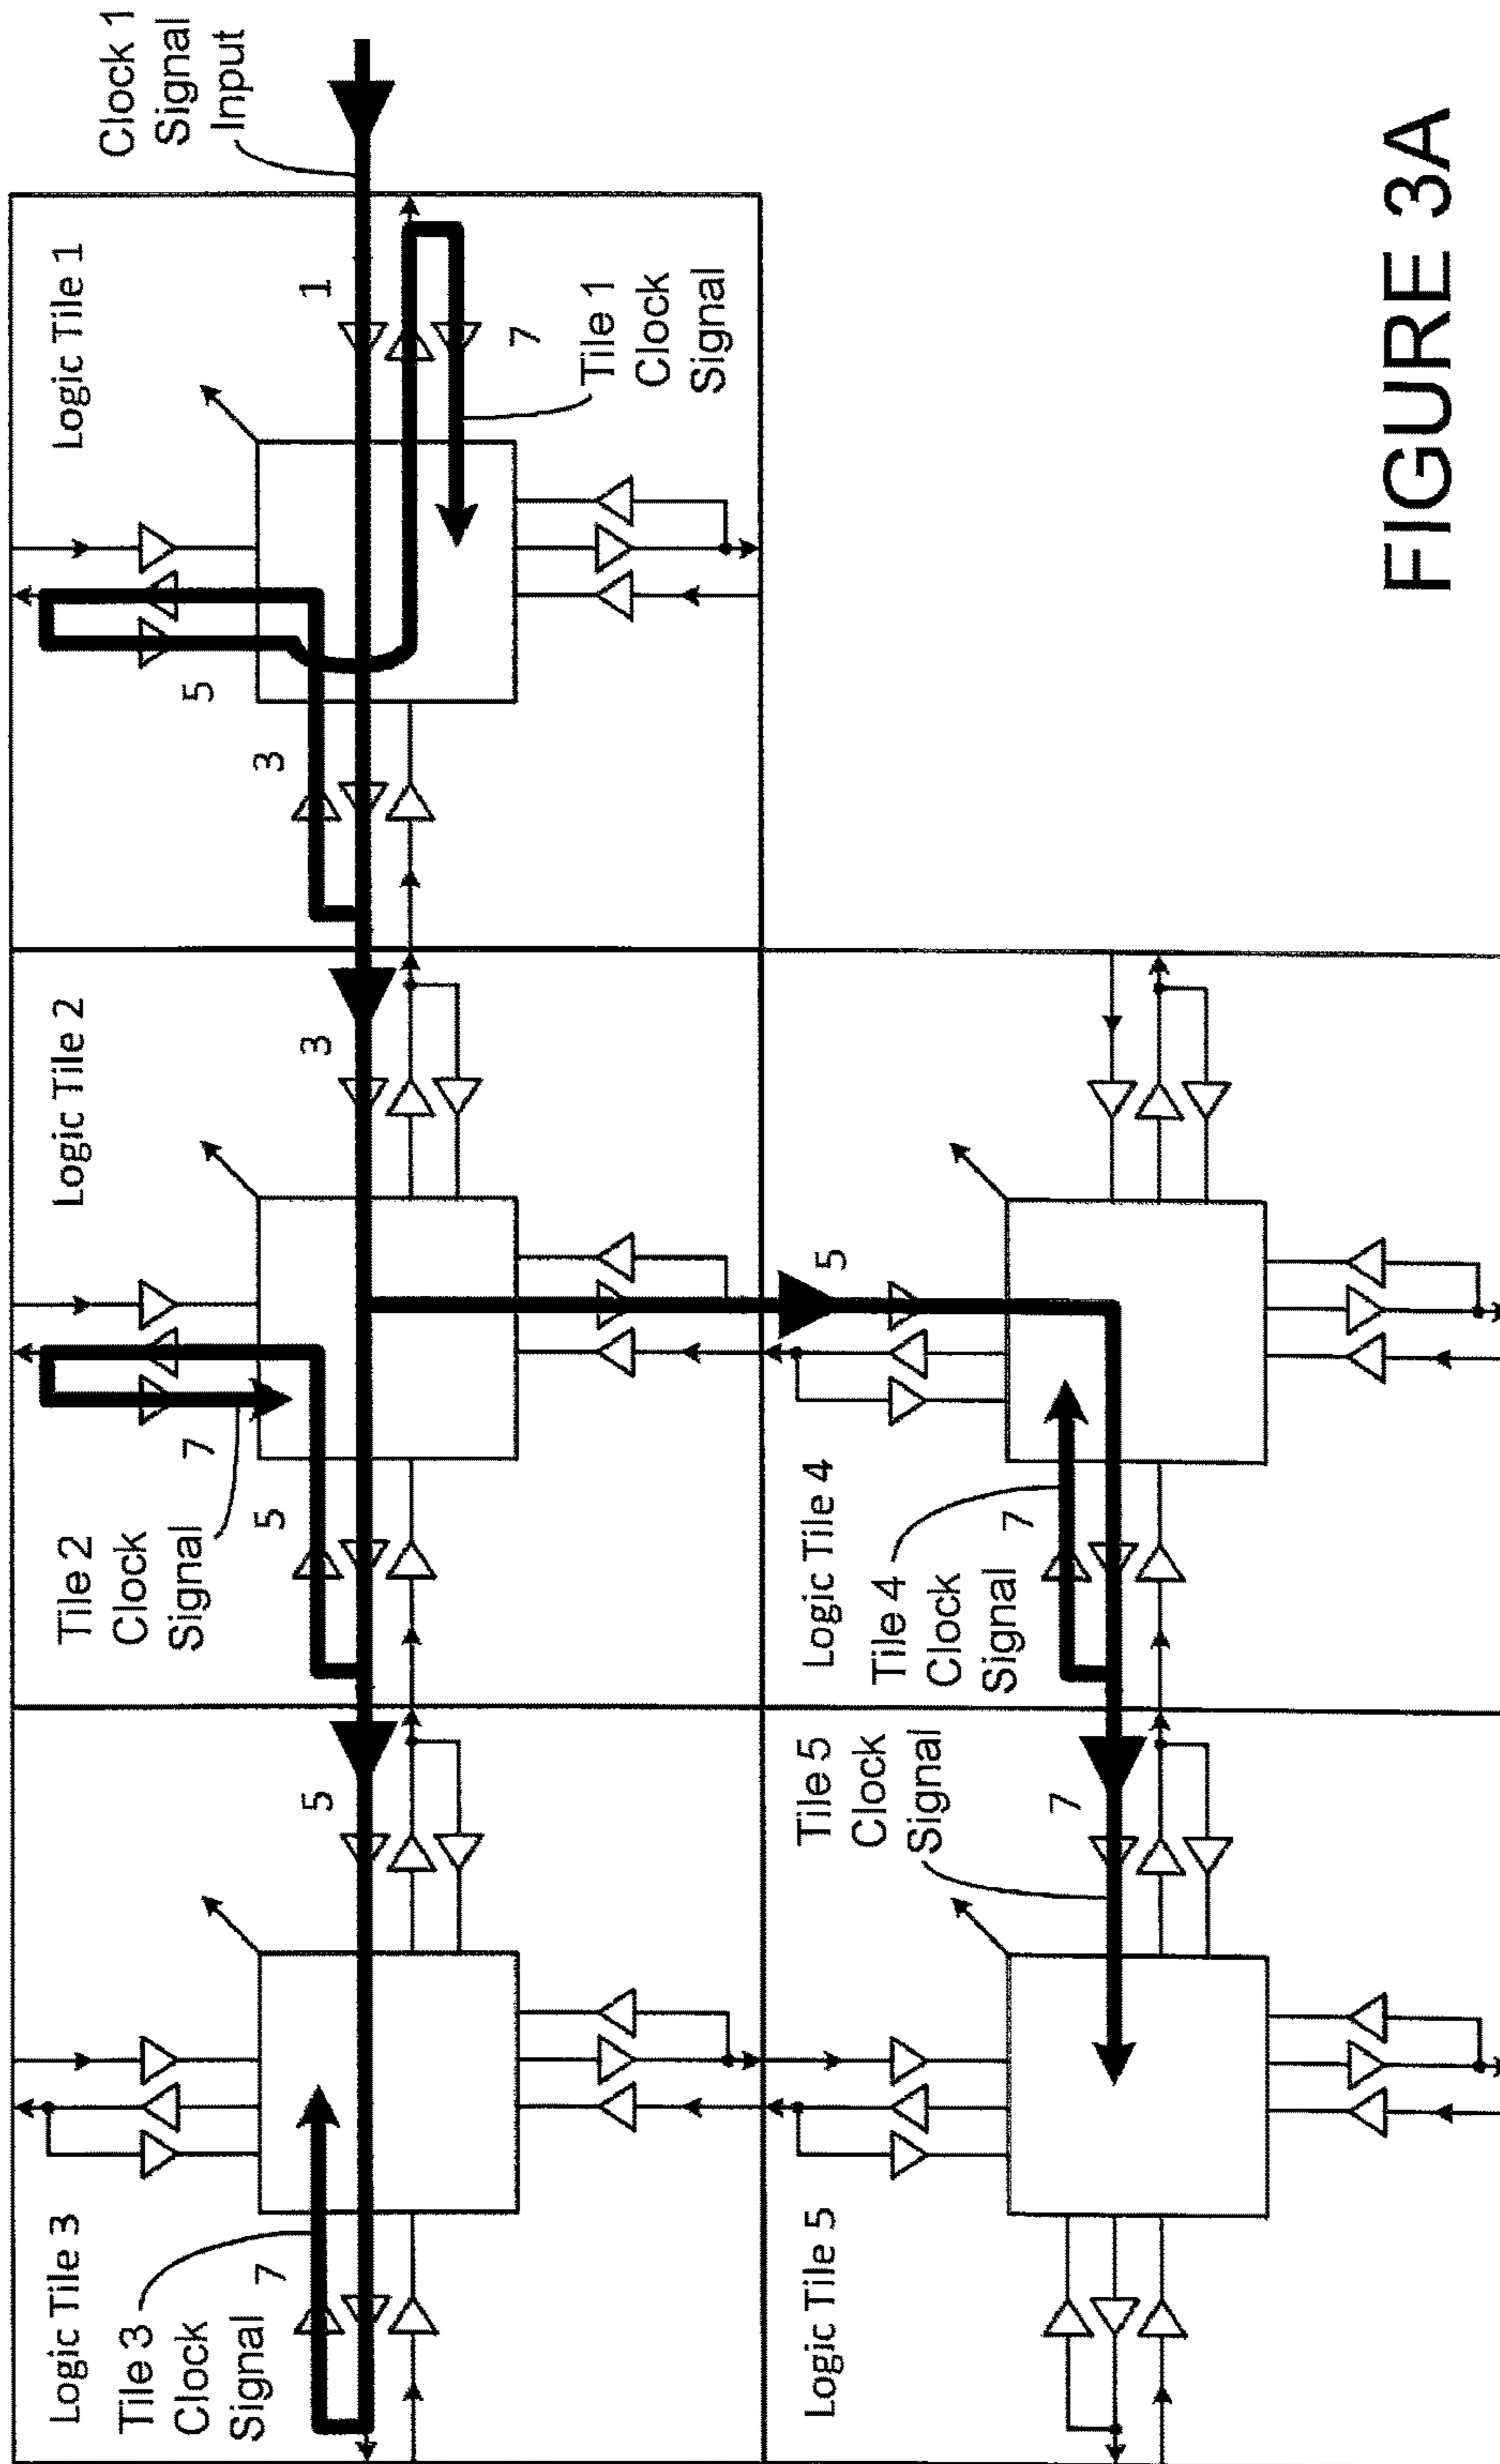 Logic Tile 3
Tile 3
Clock
Signal
7
5
Logic Tile 2
Tile 2
Clock
Signal
7
5
3
Logic Tile 1
5
3
1
7
Tile 1
Clock
Signal
Clock 1
Signal
Input
Logic Tile 5
Tile 5
Clock
Signal
7
Logic Tile 4
Tile 4
Clock
Signal
7
5
FIGURE 3A